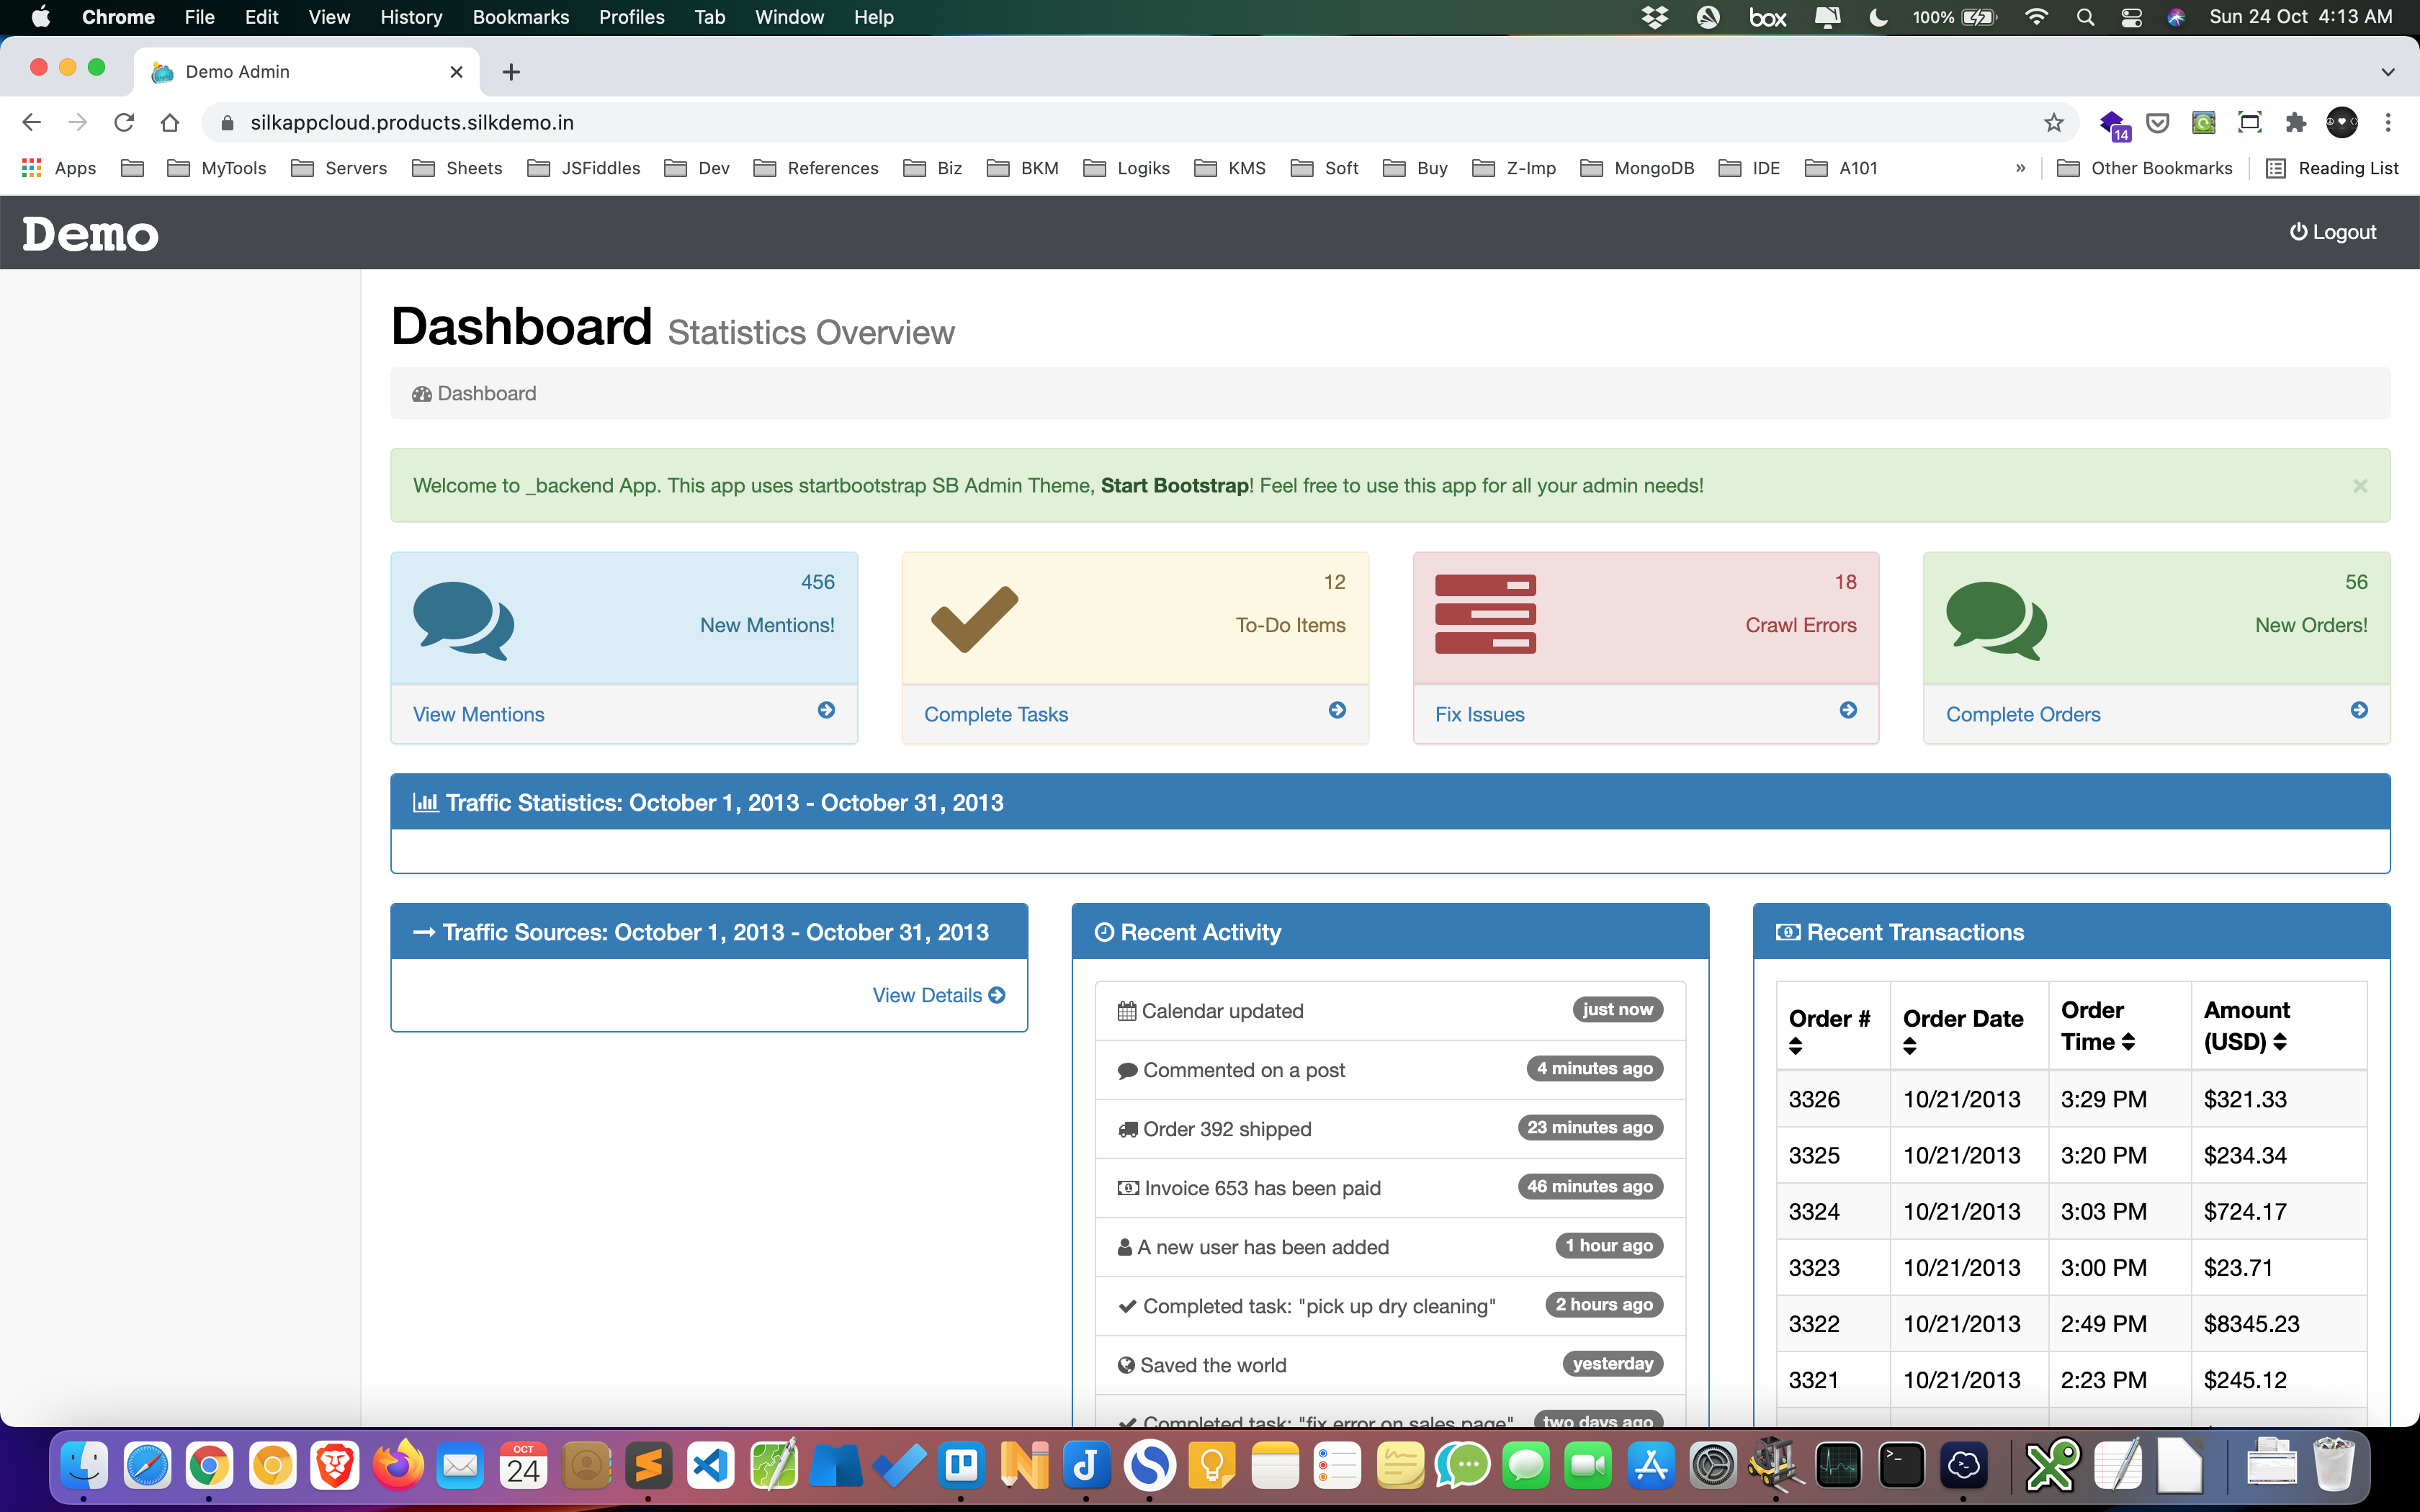 Chrome File Edit View History Bookmarks Profiles Tab Window Help box 100% Sun 24 Oct 4:13 AM
Demo Admin
silkappcloud.products.silkdemo.in 14
Apps MyTools Servers Sheets JSFiddles Dev References Biz BKM Logiks KMS Soft Buy Z-Imp MongoDB IDE A101 » Other Bookmarks Reading List
Demo Logout
Dashboard Statistics Overview
Dashboard
Welcome to _backend App. This app uses startbootstrap SB Admin Theme, Start Bootstrap! Feel free to use this app for all your admin needs! ×
456
New Mentions!
View Mentions
12
To-Do Items
Complete Tasks
18
Crawl Errors
Fix Issues
56
New Orders!
Complete Orders
Traffic Statistics: October 1, 2013 - October 31, 2013
Traffic Sources: October 1, 2013 - October 31, 2013
View Details
Recent Activity
Calendar updated just now
Commented on a post 4 minutes ago
Order 392 shipped 23 minutes ago
Invoice 653 has been paid 46 minutes ago
A new user has been added 1 hour ago
Completed task: "pick up dry cleaning" 2 hours ago
Saved the world yesterday
Completed task: "fix error on sales page" two days ago
Recent Transactions
Order # Order Date Order Time Amount (USD)
3326 10/21/2013 3:29 PM $321.33
3325 10/21/2013 3:20 PM $234.34
3324 10/21/2013 3:03 PM $724.17
3323 10/21/2013 3:00 PM $23.71
3322 10/21/2013 2:49 PM $8345.23
3321 10/21/2013 2:23 PM $245.12
OCT
24